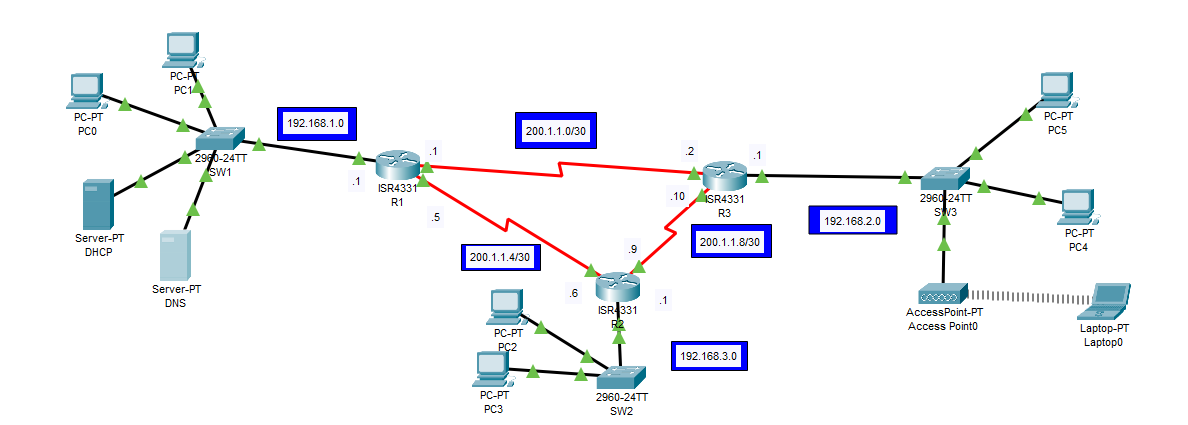 PC-PT
PC1
PC-PT
PC0
192.168.1.0
200.1.1.0/30
PC-PT
PC5
2960-24TT
SW1
.1
.2
.1
.1
ISR4331
R1
.10
ISR4331
R3
2960-24TT
SW3
.5
192.168.2.0
PC-PT
PC4
Server-PT
DHCP
200.1.1.8/30
200.1.1.4/30
.9
Server-PT
DNS
.6
.1
ISR4331
R2
AccessPoint-PT
Access Point0
Laptop-PT
Laptop0
PC-PT
PC2
192.168.3.0
PC-PT
PC3
2960-24TT
SW2